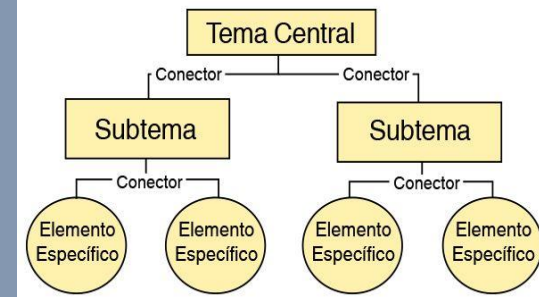 Tema Central
Conector Conector
Subtema Subtema
Conector Conector
Elemento Elemento Elemento Elemento
Específico Específico Específico Específico